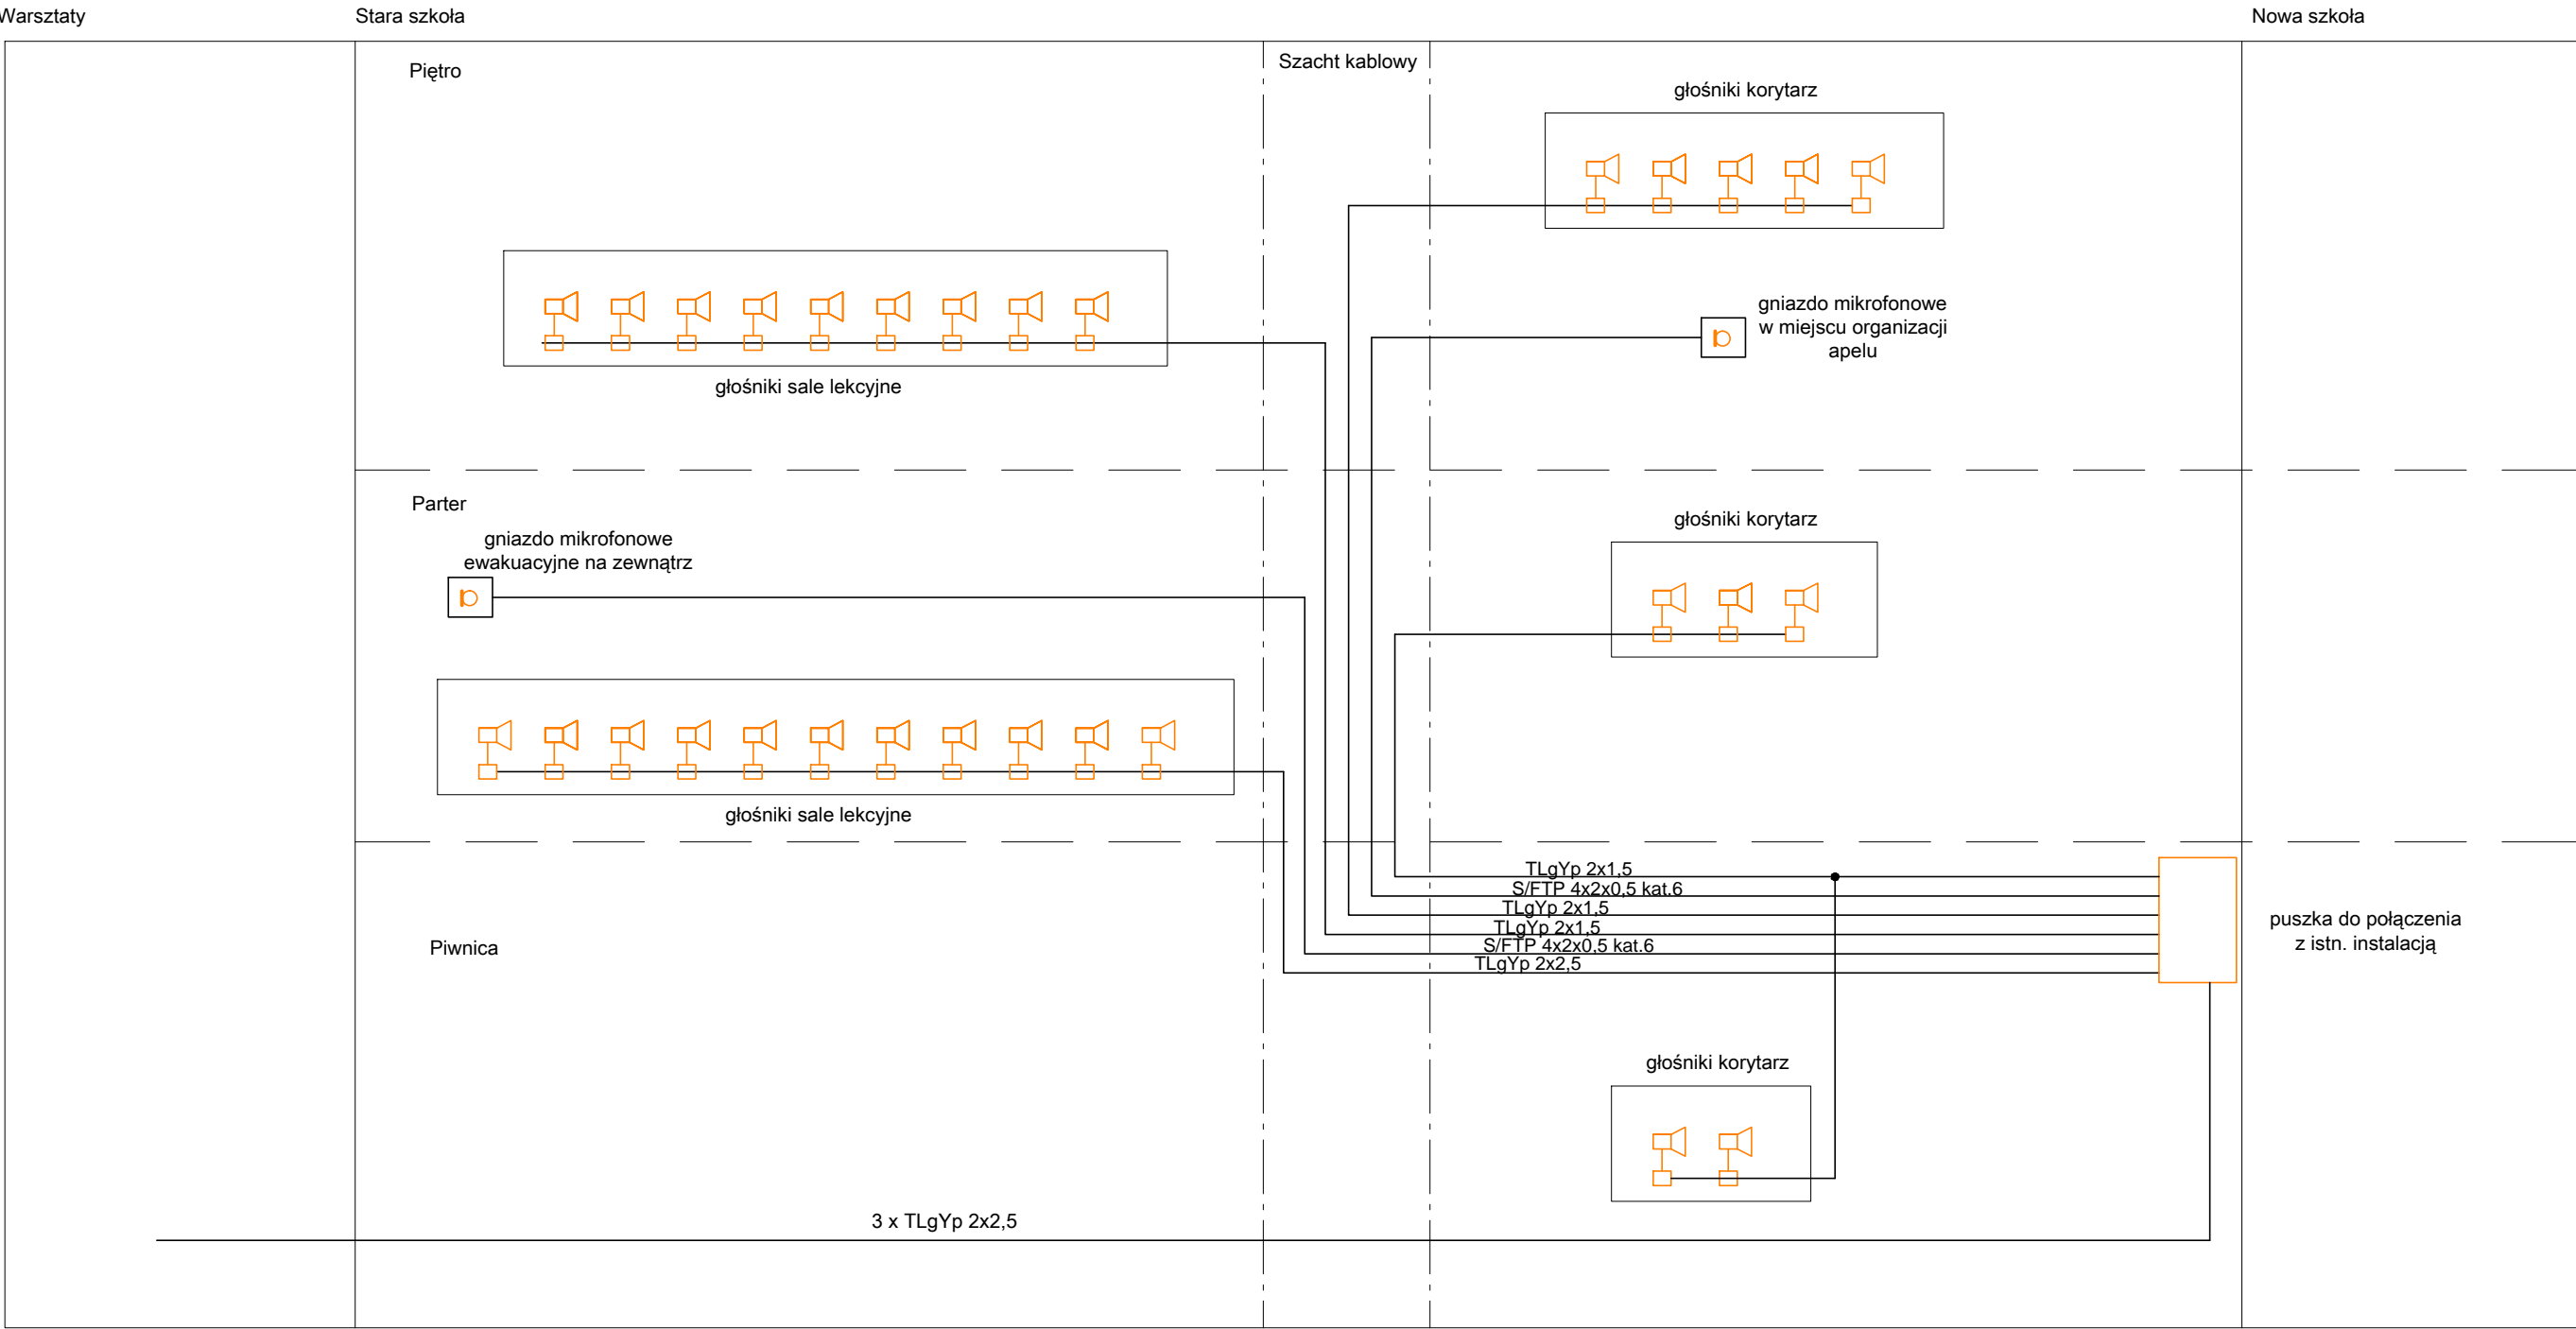 Warsztaty
Stara szkoła
Nowa szkoła
Piętro
Szacht kablowy
głośniki korytarz
gniazdo mikrofonowe
w miejscu organizacji
apelu
głośniki sale lekcyjne
Parter
gniazdo mikrofonowe
ewakuacyjne na zewnątrz
głośniki korytarz
głośniki sale lekcyjne
TLgYp 2x1,5
S/FTP 4x2x0,5 kat.6
TLgYp 2x1,5
TLgYp 2x1,5
S/FTP 4x2x0,5 kat.6
TLgYp 2x2,5
puszka do połączenia
z istn. instalacją
Piwnica
głośniki korytarz
3 x TLgYp 2x2,5